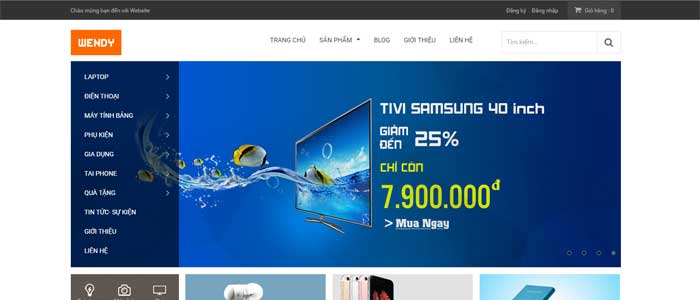 Chào mừng bạn đến với Website
Đăng ký Đăng nhập Giỏ hàng : 0
WENDY
TRANG CHỦ SẢN PHẨM BLOG GIỚI THIỆU LIÊN HỆ
Tìm kiếm...
LAPTOP
ĐIỆN THOẠI
MÁY TÍNH BẢNG
PHỤ KIỆN
GIA DỤNG
TAI PHONE
QUÀ TẶNG
TIN TỨC- SỰ KIỆN
GIỚI THIỆU
LIÊN HỆ
TIVI SAMSUNG 40 inch
GIẢM
ĐẾN 25%
CHỈ CÒN
7.900.000đ
> Mua Ngay